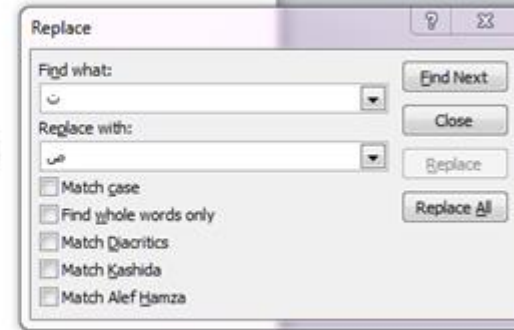 Replace
Find what:
ت
Replace with:
ص
Match case
Find whole words only
Match Diacritics
Match Kashida
Match Alef Hamza
Find Next
Close
Replace
Replace All